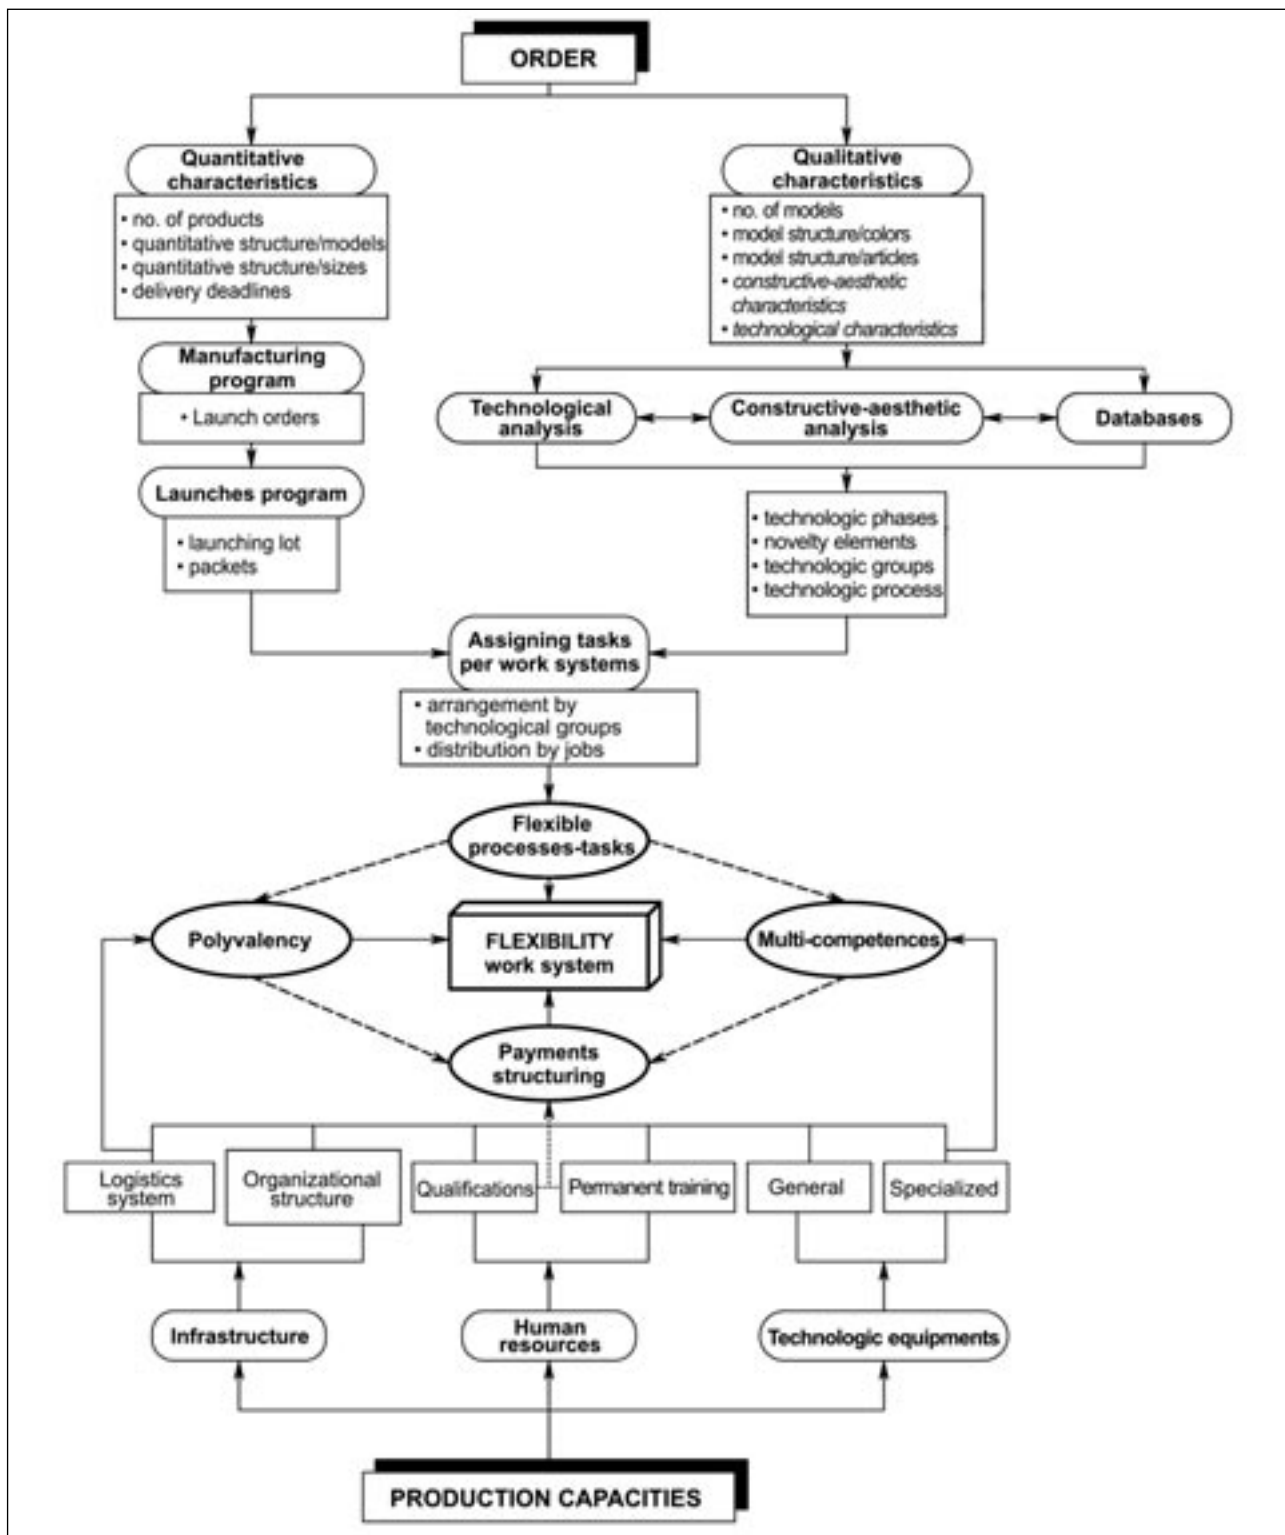 ORDER
Quantitative
characteristics
• no. of products
• quantitative structure/models
• quantitative structure/sizes
• delivery deadlines
Qualitative
characteristics
• no. of models
• model structure/colors
• model structure/articles
• constructive-aesthetic
characteristics
• technological characteristics
Manufacturing
program
• Launch orders
Technological
analysis
Constructive-aesthetic
analysis
Databases
Launches program
• launching lot
• packets
• technologic phases
• novelty elements
• technologic groups
• technologic process
Assigning tasks
per work systems
• arrangement by
technological groups
• distribution by jobs
Flexible
processes-tasks
Polyvalency
FLEXIBILITY
work system
Multi-competences
Payments
structuring
Logistics
system
Organizational
structure
Qualifications
Permanent training
General
Specialized
Infrastructure
Human
resources
Technologic equipments
PRODUCTION CAPACITIES